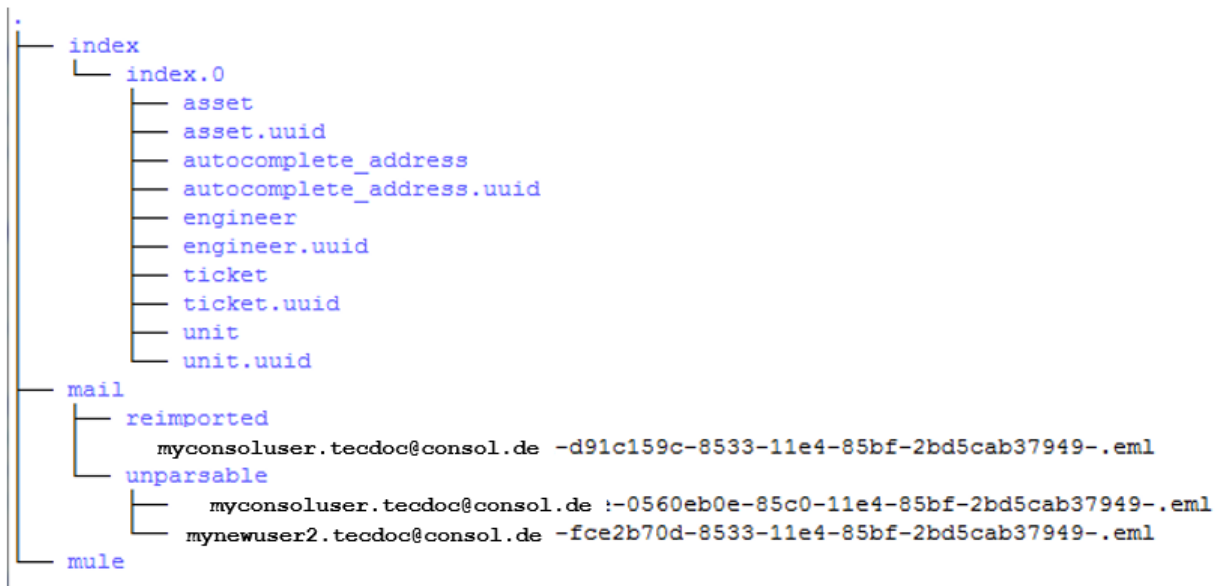 .
index
index.0
asset
asset.uuid
autocomplete_address
autocomplete_address.uuid
engineer
engineer.uuid
ticket
ticket.uuid
unit
unit.uuid
mail
reimported
myconsoluser.tecdoc@consol.de -d91c159c-8533-11e4-85bf-2bd5cab37949-.eml
unparsable
myconsoluser.tecdoc@consol.de :-0560eb0e-85c0-11e4-85bf-2bd5cab37949-.eml
mynewuser2.tecdoc@consol.de -fce2b70d-8533-11e4-85bf-2bd5cab37949-.eml
mule